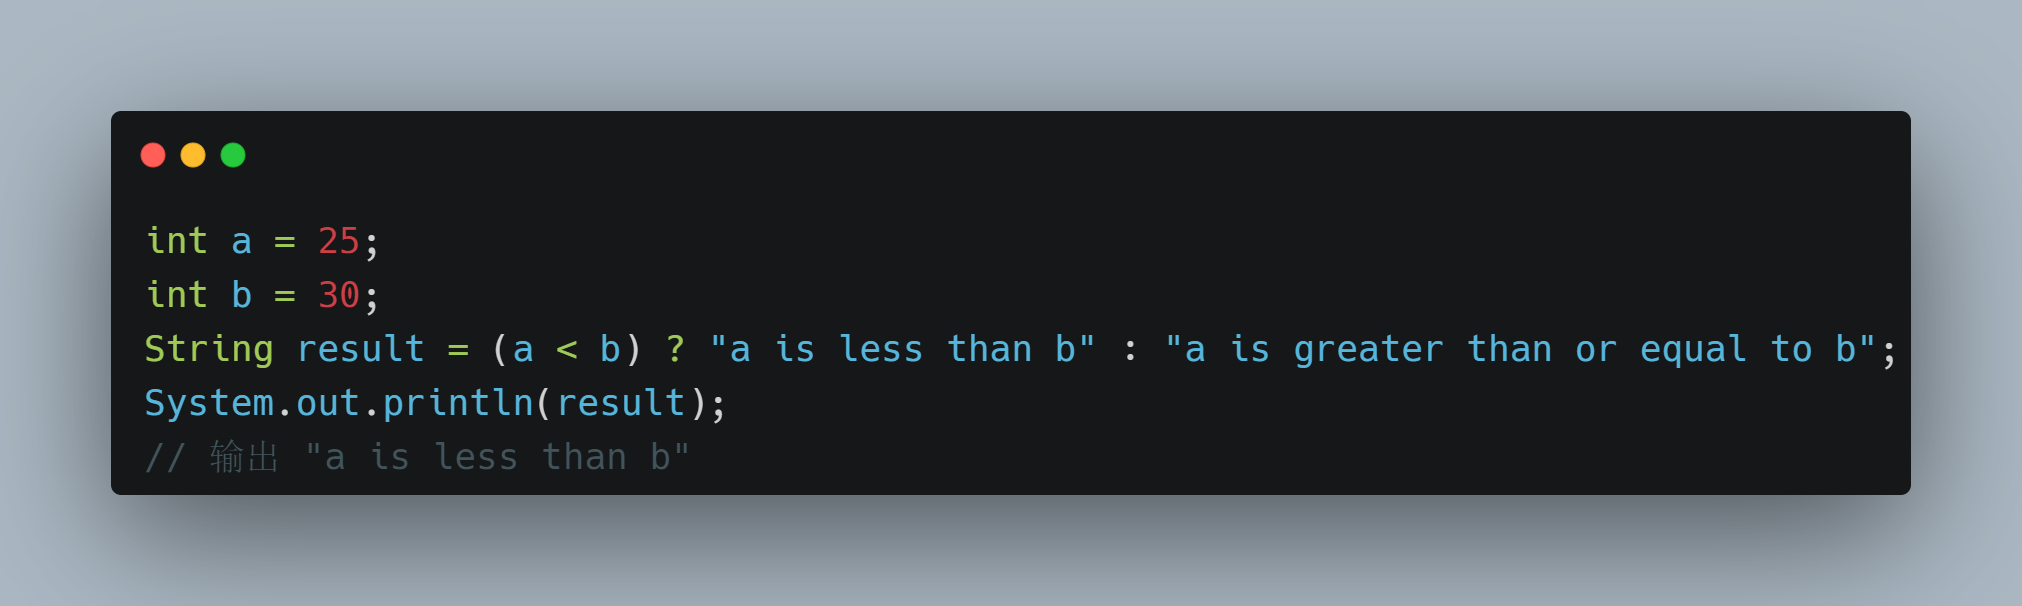 int a = 25;
int b = 30;
String result = (a < b) ? "a is less than b" : "a is greater than or equal to b";
System.out.println(result);
// 输出 "a is less than b"